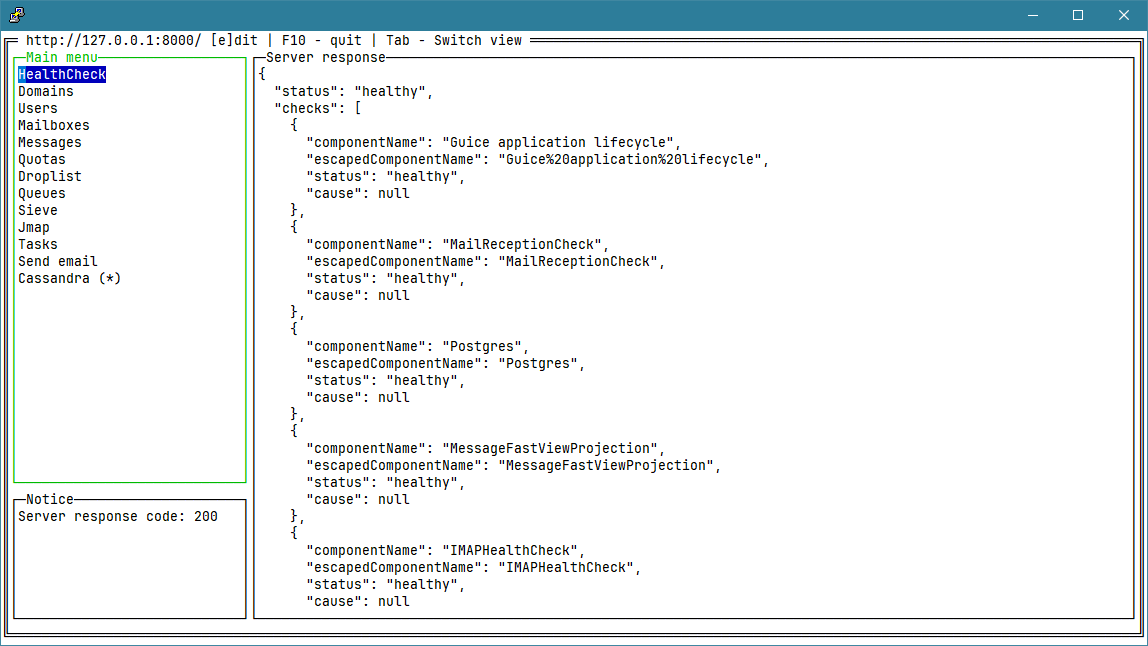 http://127.0.0.1:8000/ [e]dit | F10 - quit | Tab - Switch view
Main menu
HealthCheck
Domains
Users
Mailboxes
Messages
Quotas
Droplist
Queues
Sieve
Jmap
Tasks
Send email
Cassandra (*)
Notice
Server response code: 200
Server response
{
  "status": "healthy",
  "checks": [
    {
      "componentName": "Guice application lifecycle",
      "escapedComponentName": "Guice%20application%20lifecycle",
      "status": "healthy",
      "cause": null
    },
    {
      "componentName": "MailReceptionCheck",
      "escapedComponentName": "MailReceptionCheck",
      "status": "healthy",
      "cause": null
    },
    {
      "componentName": "Postgres",
      "escapedComponentName": "Postgres",
      "status": "healthy",
      "cause": null
    },
    {
      "componentName": "MessageFastViewProjection",
      "escapedComponentName": "MessageFastViewProjection",
      "status": "healthy",
      "cause": null
    },
    {
      "componentName": "IMAPHealthCheck",
      "escapedComponentName": "IMAPHealthCheck",
      "status": "healthy",
      "cause": null